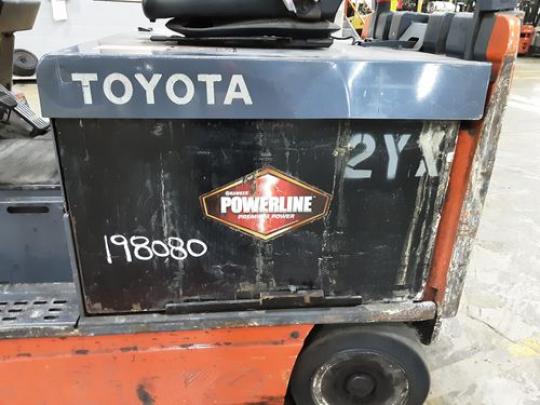 TOYOTA
2YX
POWERLINE
PREMIUM POWER
198080